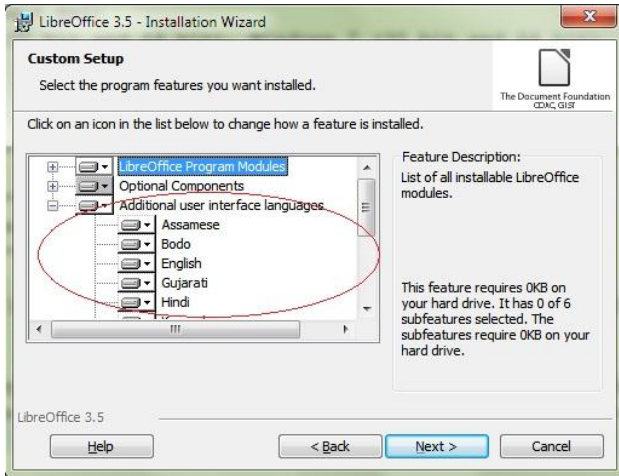 LibreOffice 3.5 - Installation Wizard
Custom Setup
Select the program features you want installed.
The Document Foundation
CDAC, GIST
Click on an icon in the list below to change how a feature is installed.
LibreOffice Program Modules
Optional Components
Additional user interface languages
Assamese
Bodo
English
Gujarati
Hindi
Feature Description:
List of all installable LibreOffice
modules.
This feature requires 0KB on
your hard drive. It has 0 of 6
subfeatures selected. The
subfeatures require 0KB on your
hard drive.
LibreOffice 3.5
Help
< Back
Next >
Cancel